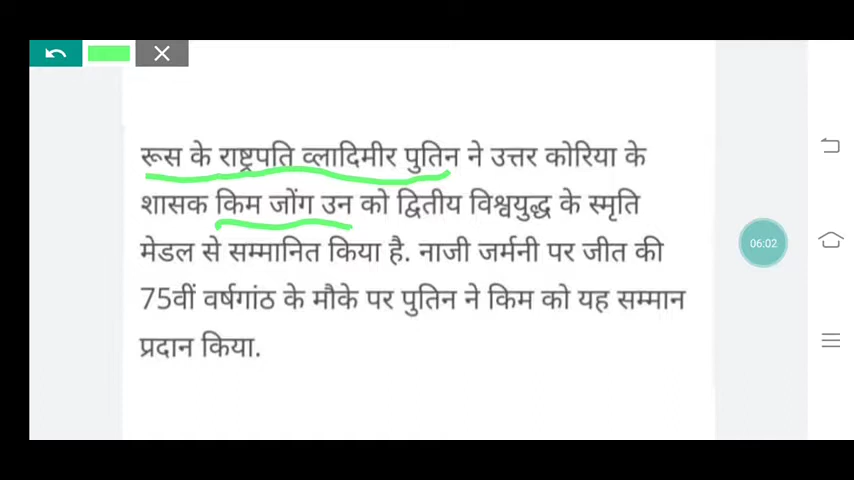 रूस के राष्ट्रपति व्लादिमीर पुतिन ने उत्तर कोरिया के
शासक किम जोंग उन को द्वितीय विश्वयुद्ध के स्मृति
मेडल से सम्मानित किया है. नाजी जर्मनी पर जीत की
75वीं वर्षगांठ के मौके पर पुतिन ने किम को यह सम्मान
प्रदान किया.
06:02